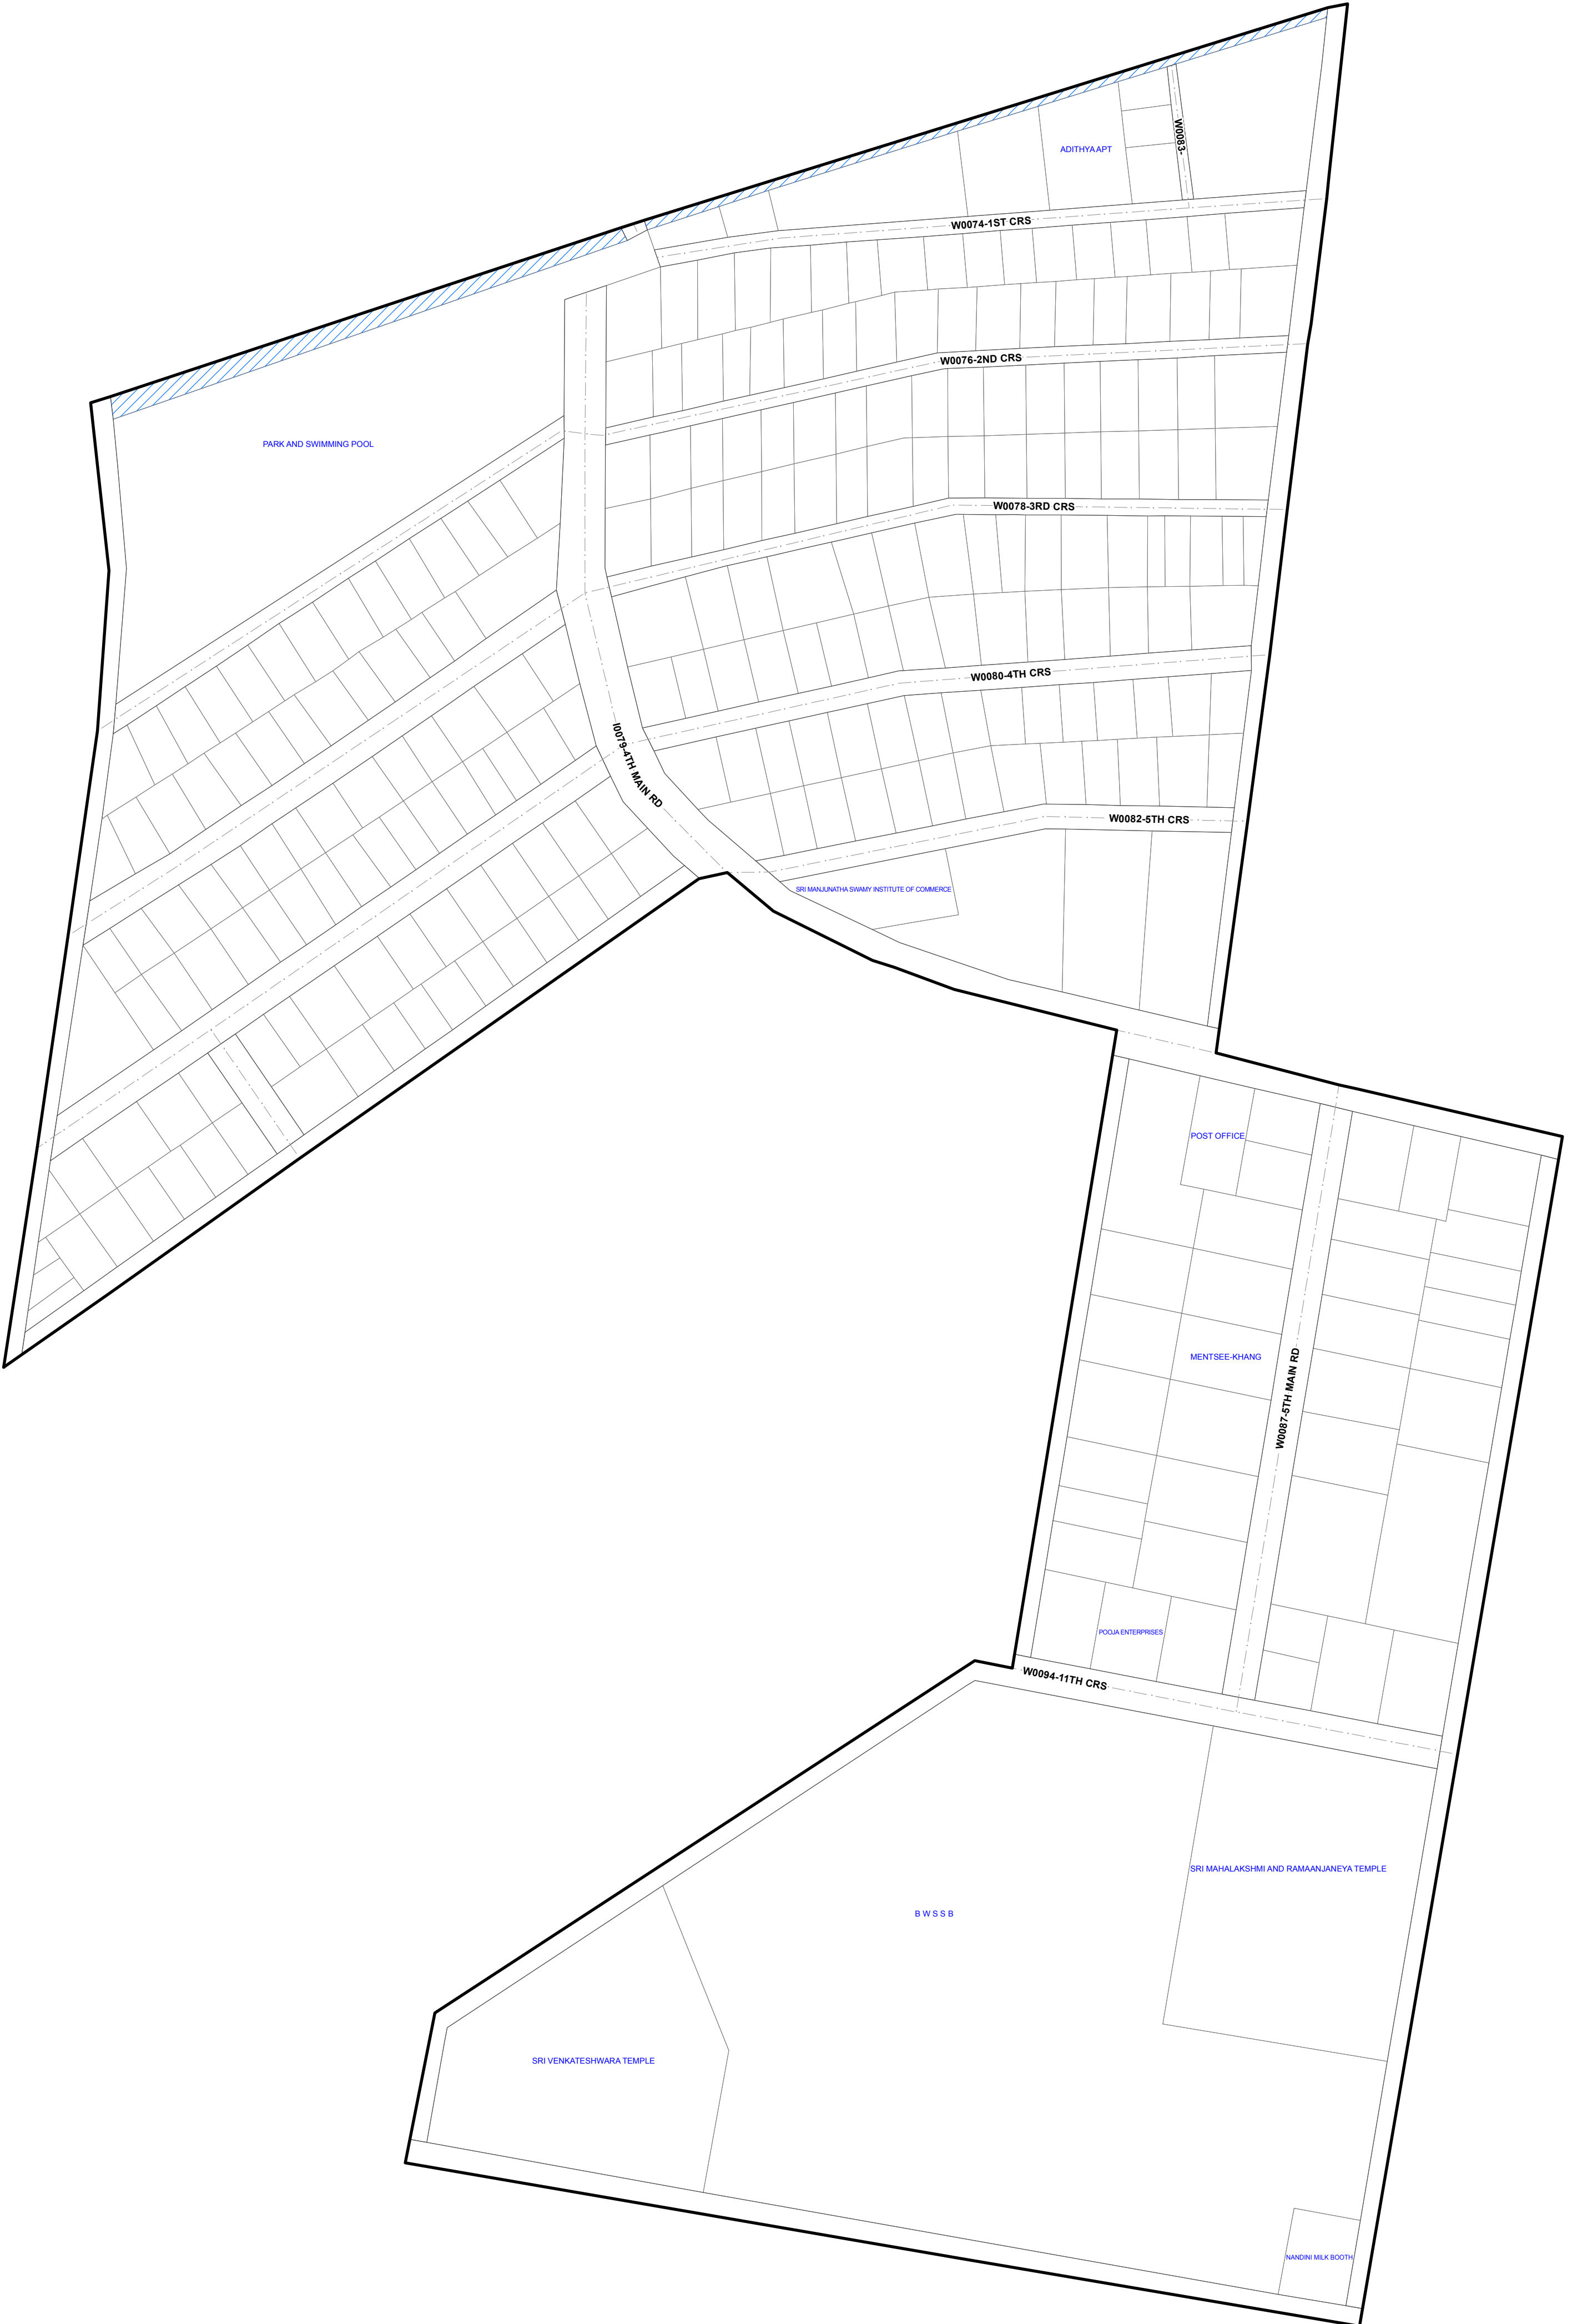 W0083-
ADITHYA APT
W0074-1ST CRS
W0076-2ND CRS
PARK AND SWIMMING POOL
W0078-3RD CRS
W0080-4TH CRS
I0079-4TH MAIN RD
W0082-5TH CRS
SRI MANJUNATHA SWAMY INSTITUTE OF COMMERCE
POST OFFICE
MENTSEE-KHANG
W0087-5TH MAIN RD
POOJA ENTERPRISES
W0094-11TH CRS
SRI MAHALAKSHMI AND RAMAANJANEYA TEMPLE
B W S S B
SRI VENKATESHWARA TEMPLE
NANDINI MILK BOOTH